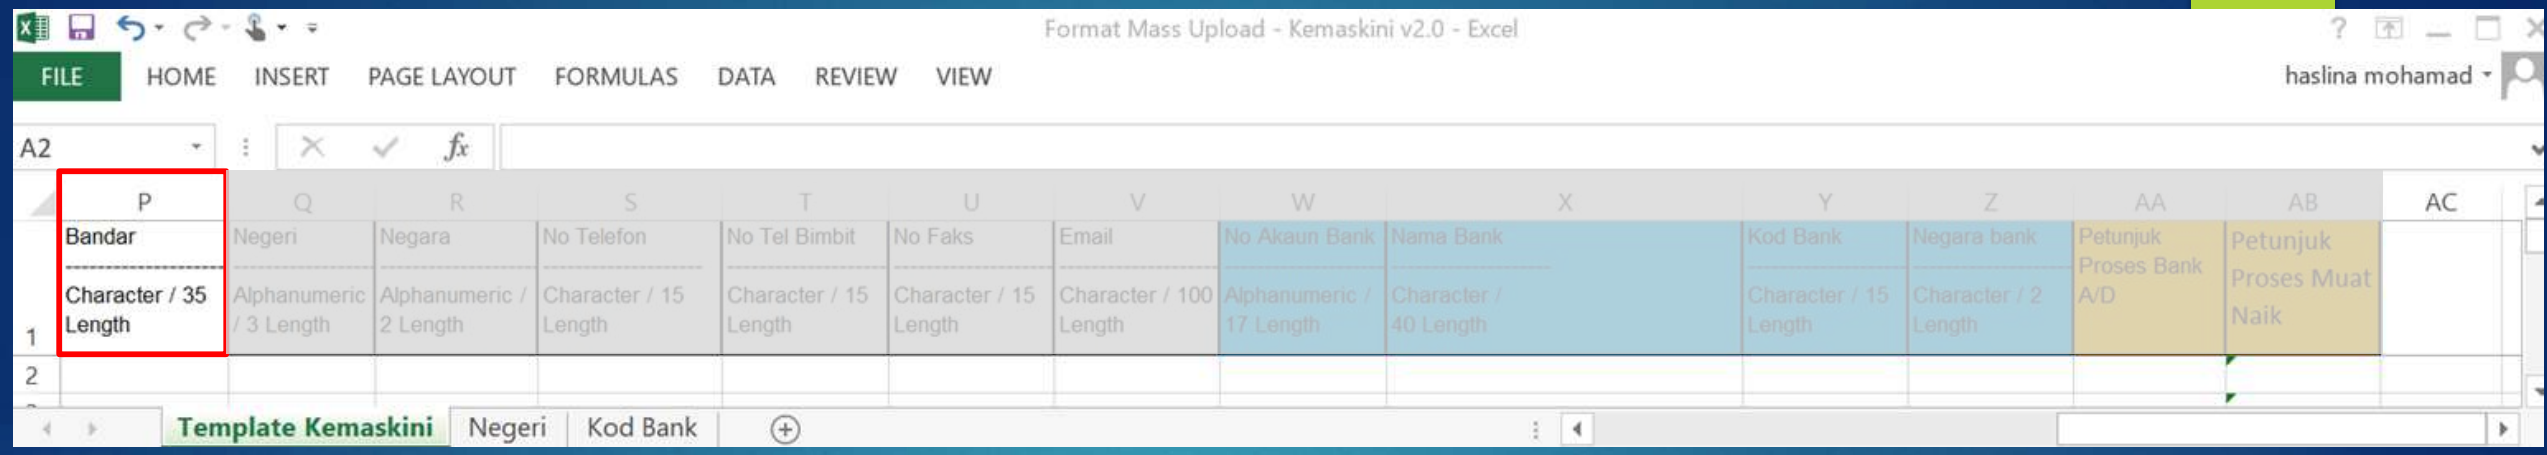 Format Mass Upload - Kemaskini v2.0 - Excel
FILE HOME INSERT PAGE LAYOUT FORMULAS DATA REVIEW VIEW haslina mohamad
A2 fx
P Q R S T U V W X Y Z AA AB AC
1
Bandar
Character / 35
Length
Negeri
Alphanumeric
/ 3 Length
Negara
Alphanumeric /
2 Length
No Telefon
Character / 15
Length
No Tel Bimbit
Character / 15
Length
No Faks
Character / 15
Length
Email
Character / 100
Length
No Akaun Bank
Alphanumeric /
17 Length
Nama Bank
Character /
40 Length
Kod Bank
Character / 15
Length
Negara bank
Character / 2
Length
Petunjuk
Proses Bank
A/D
Petunjuk
Proses Muat
Naik
2
Template Kemaskini Negeri Kod Bank